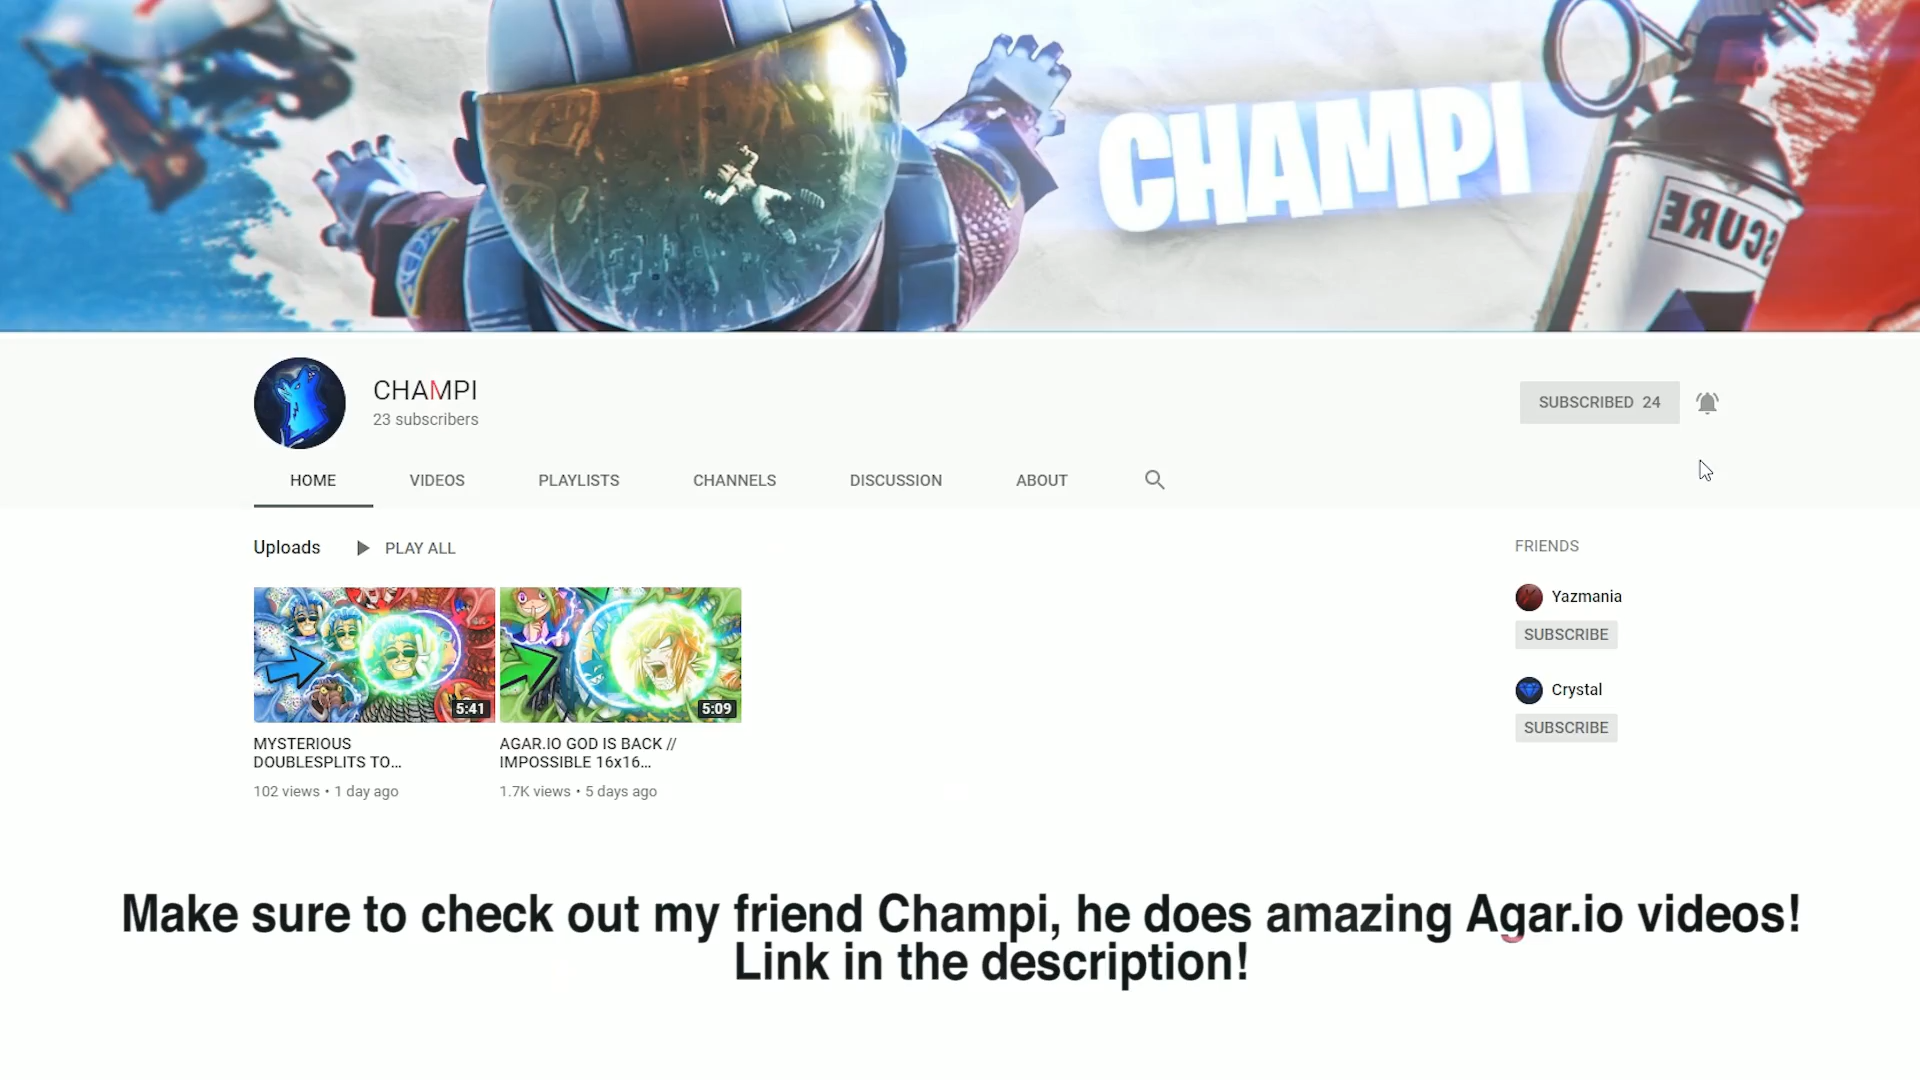 CHAMPI
SCURE
CHAMPI
23 subscribers
SUBSCRIBED 24
HOME VIDEOS PLAYLISTS CHANNELS DISCUSSION ABOUT
Uploads PLAY ALL
FRIENDS
Yazmania
SUBSCRIBE
Crystal
SUBSCRIBE
5:41
5:09
MYSTERIOUS
DOUBLESPLITS TO...
102 views • 1 day ago
AGAR.IO GOD IS BACK //
IMPOSSIBLE 16x16...
1.7K views • 5 days ago
Make sure to check out my friend Champi, he does amazing Agar.io videos!
Link in the description!